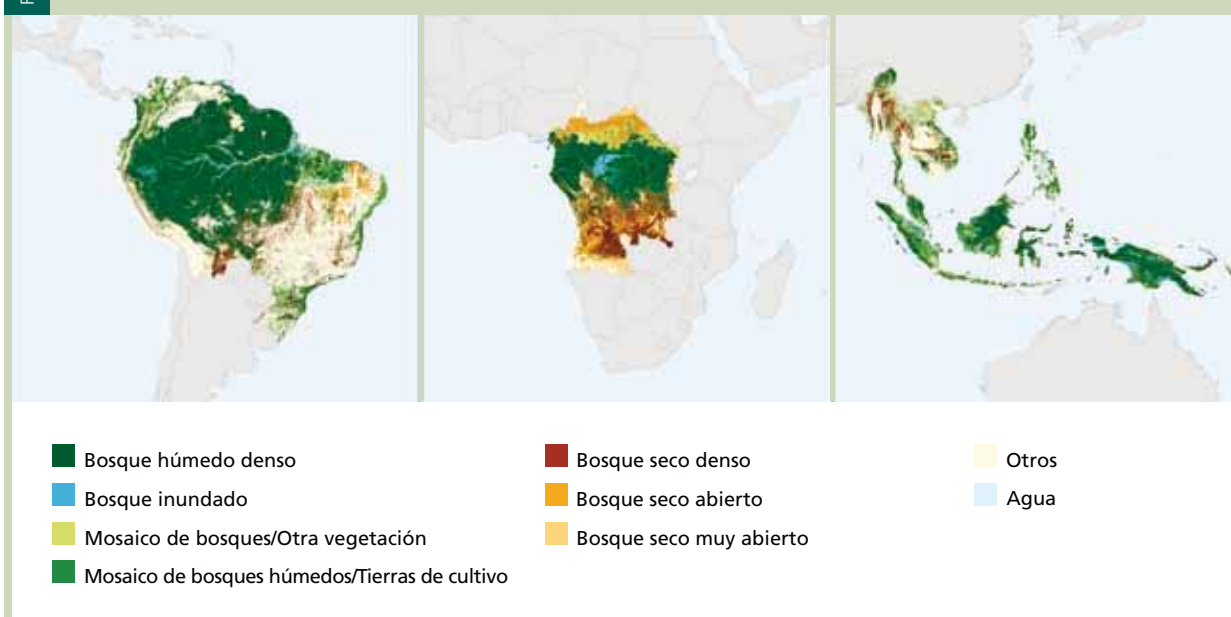 Bosque húmedo denso
Bosque inundado
Mosaico de bosques/Otra vegetación
Mosaico de bosques húmedos/Tierras de cultivo
Bosque seco denso
Bosque seco abierto
Bosque seco muy abierto
Otros
Agua